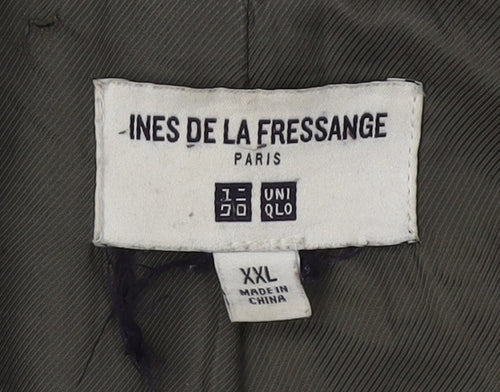 INES DE LA FRESSANGE
PARIS
ユニ UNI
クロ QLO
XXL
MADE IN
CHINA